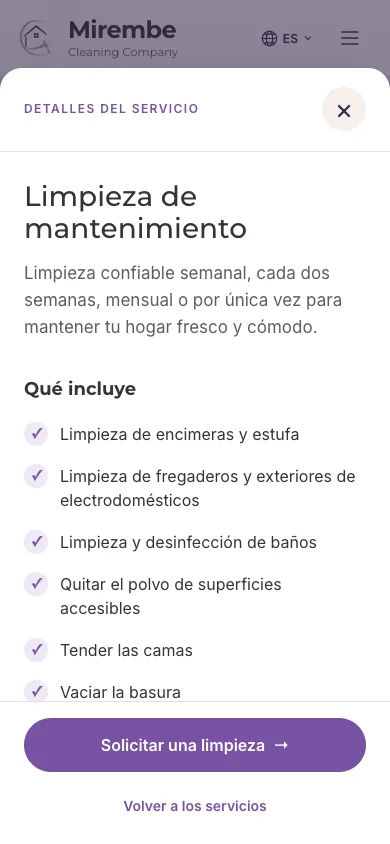 Mirembe
Cleaning Company
ES
DETALLES DEL SERVICIO
Limpieza de
mantenimiento
Limpieza confiable semanal, cada dos
semanas, mensual o por única vez para
mantener tu hogar fresco y cómodo.
Qué incluye
Limpieza de encimeras y estufa
Limpieza de fregaderos y exteriores de
electrodomésticos
Limpieza y desinfección de baños
Quitar el polvo de superficies
accesibles
Tender las camas
Vaciar la basura
Solicitar una limpieza →
Volver a los servicios